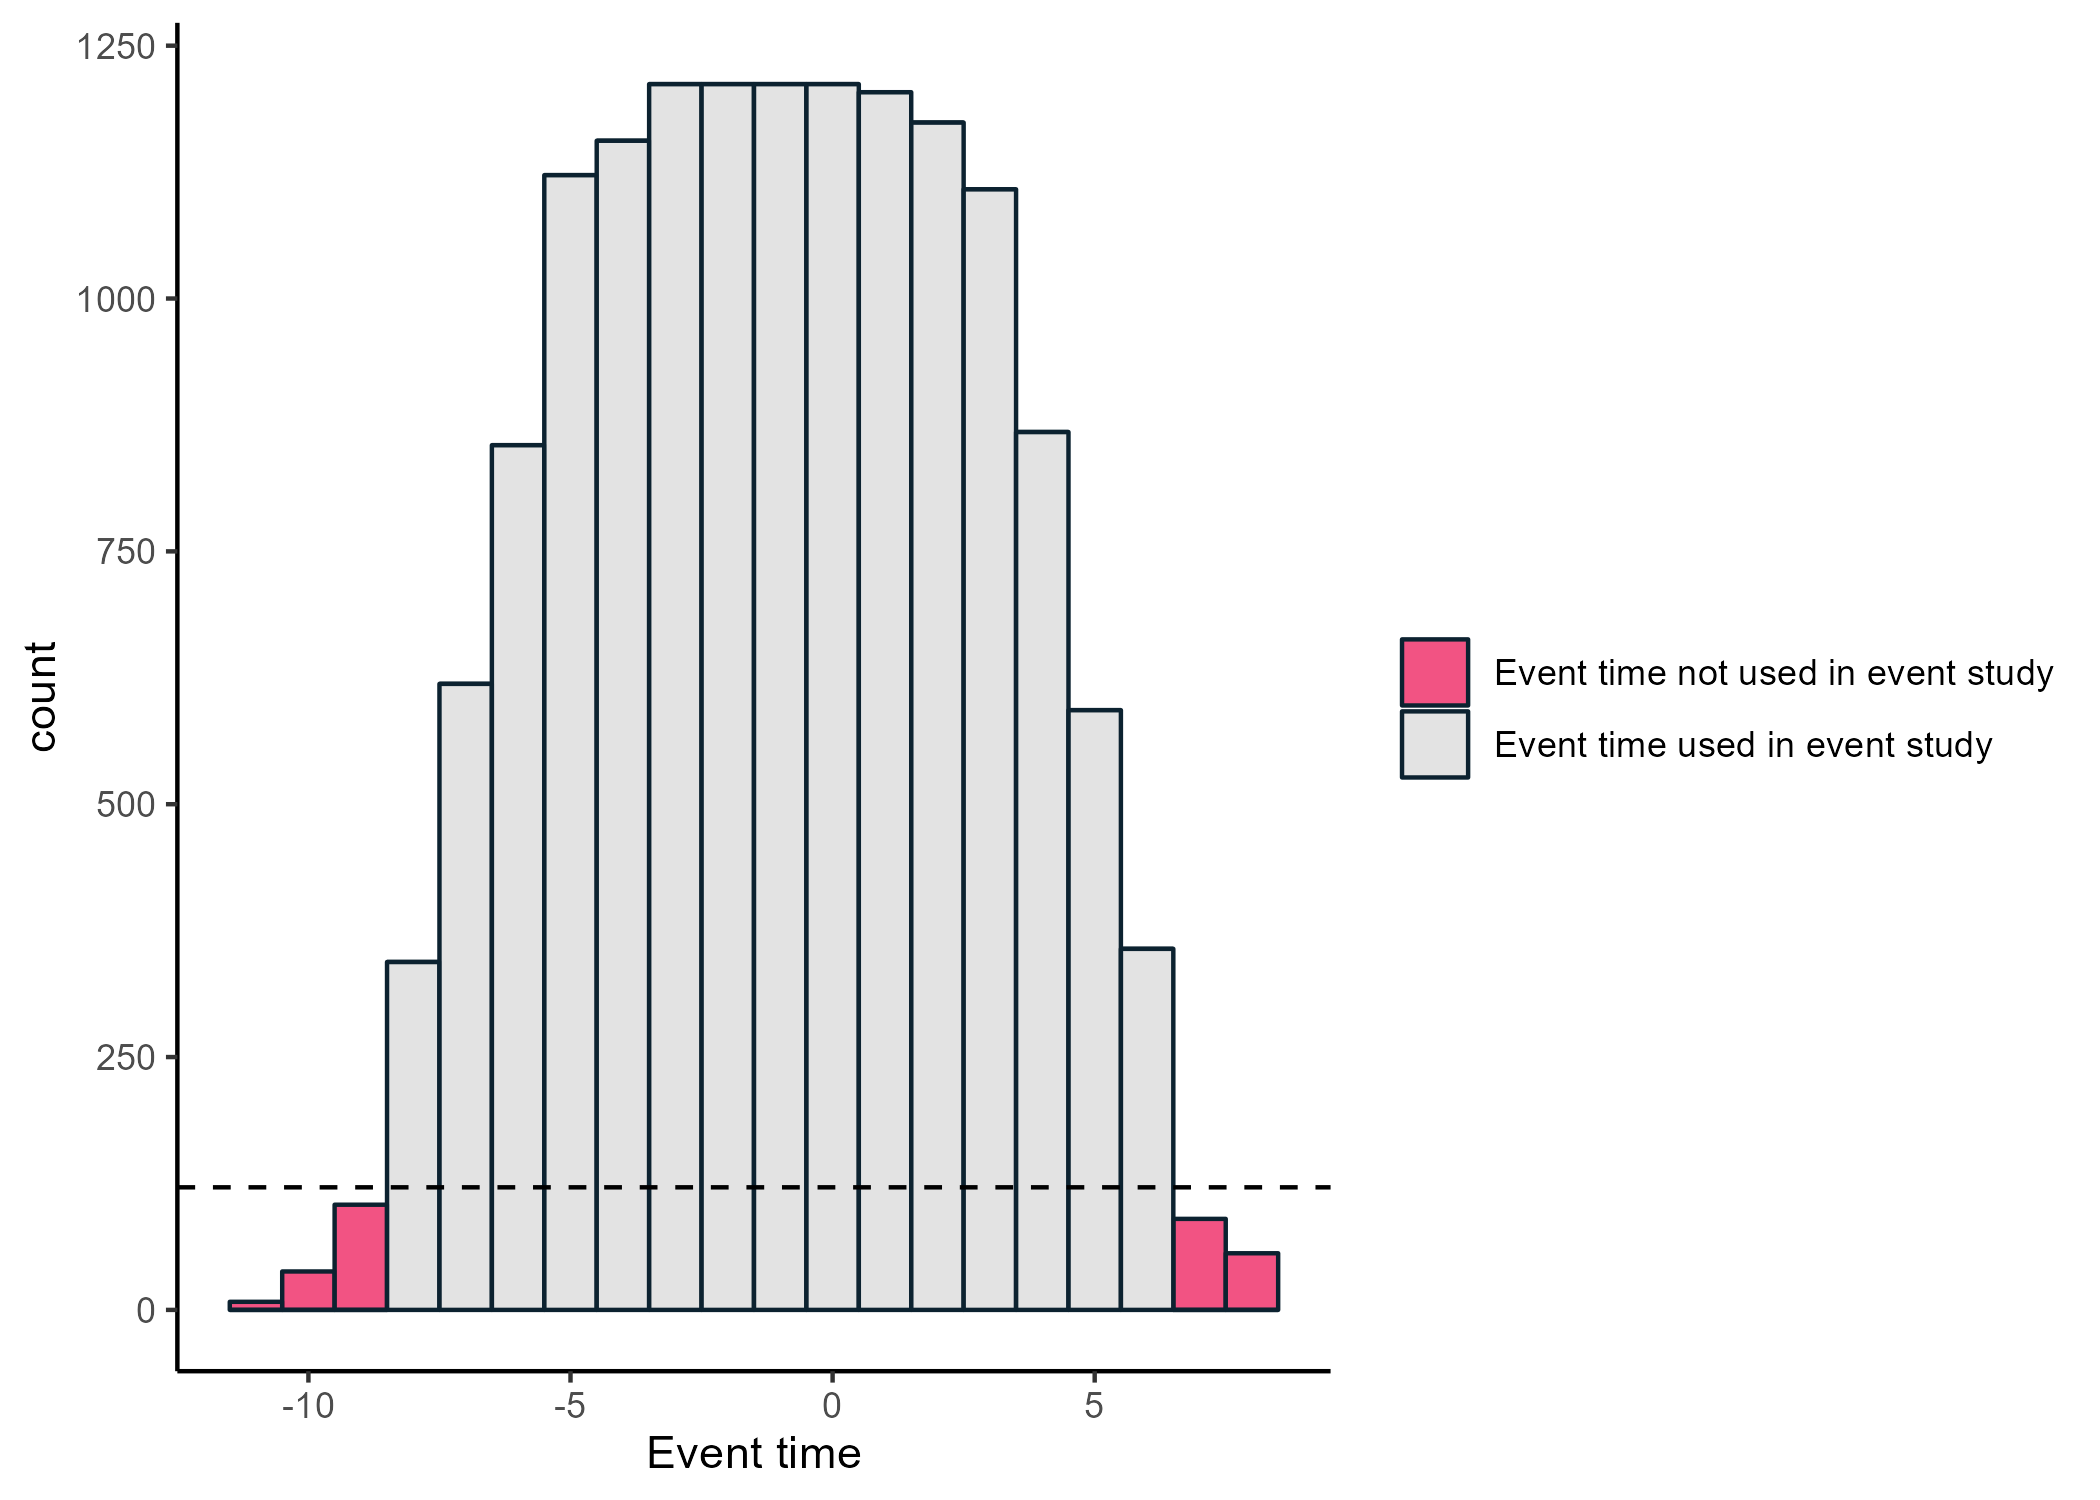 1250
1000
750
500
250
0
count
-10 -5 0 5
Event time
Event time not used in event study
Event time used in event study